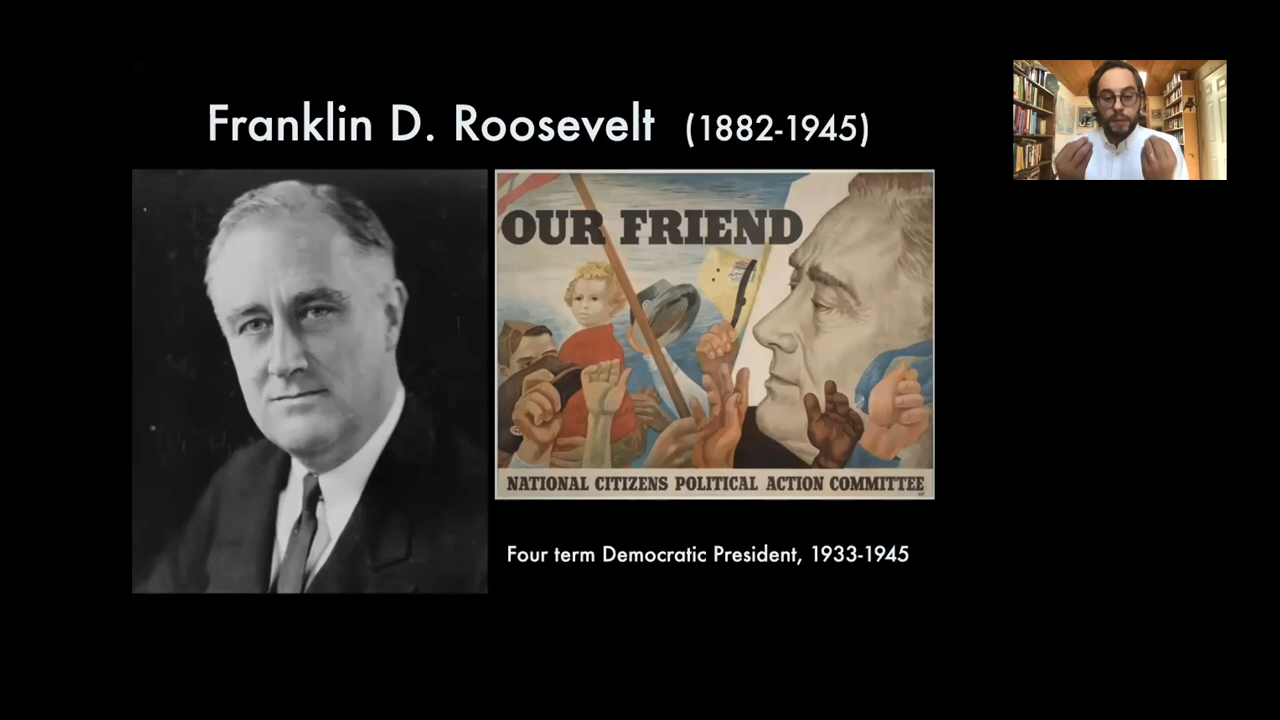 Franklin D. Roosevelt (1882-1945)
OUR FRIEND
NATIONAL CITIZENS POLITICAL ACTION COMMITTEE
Four term Democratic President, 1933-1945